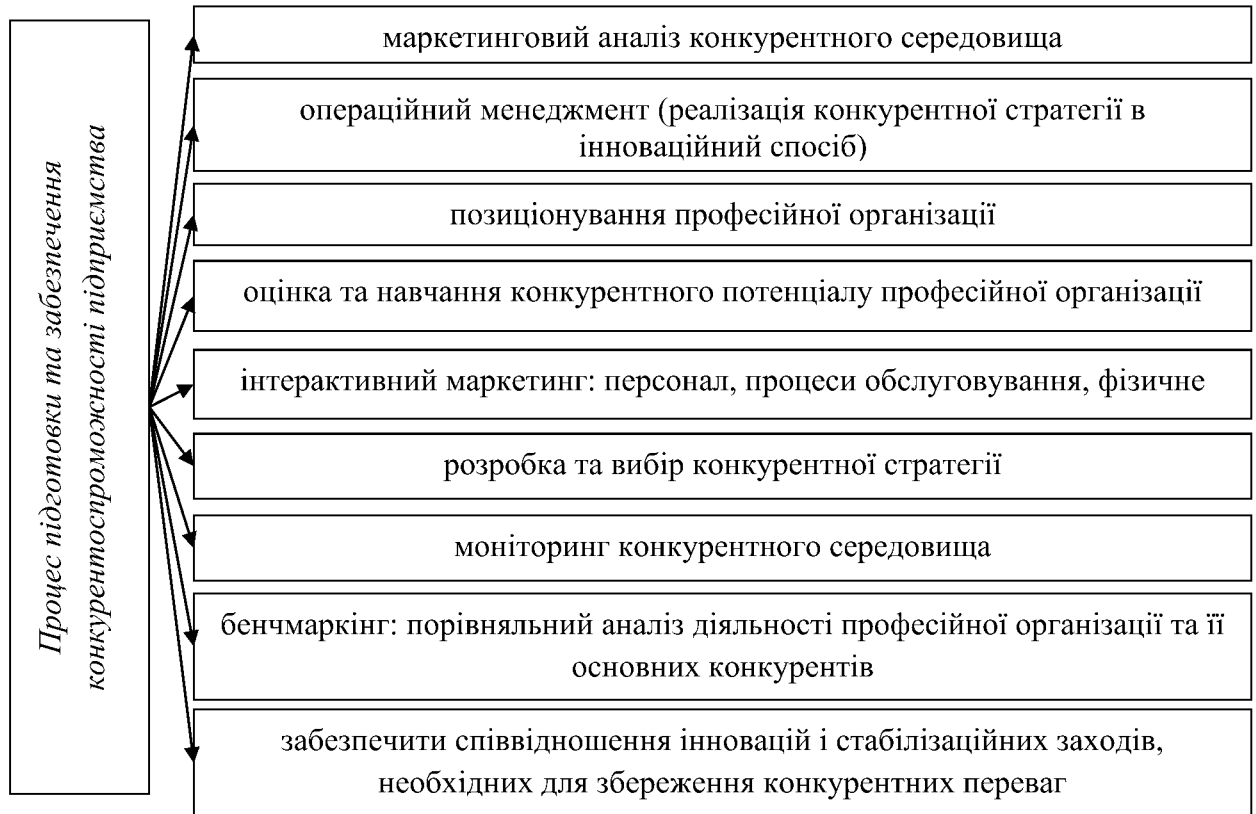 Процес підготовки та забезпечення
конкурентоспроможності підприємства
маркетинговий аналіз конкурентного середовища
операційний менеджмент (реалізація конкурентної стратегії в
інноваційний спосіб)
позиціонування професійної організації
оцінка та навчання конкурентного потенціалу професійної організації
інтерактивний маркетинг: персонал, процеси обслуговування, фізичне
розробка та вибір конкурентної стратегії
моніторинг конкурентного середовища
бенчмаркінг: порівняльний аналіз діяльності професійної організації та її
основних конкурентів
забезпечити співвідношення інновацій і стабілізаційних заходів,
необхідних для збереження конкурентних переваг